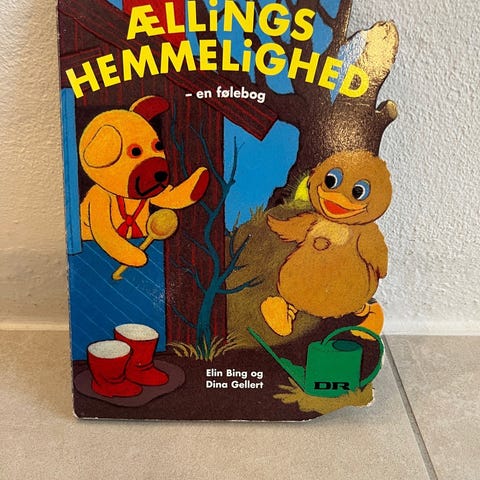 ÆLLiNGS
HEMMELiGHED
– en følebog
Elin Bing og
Dina Gellert
DR